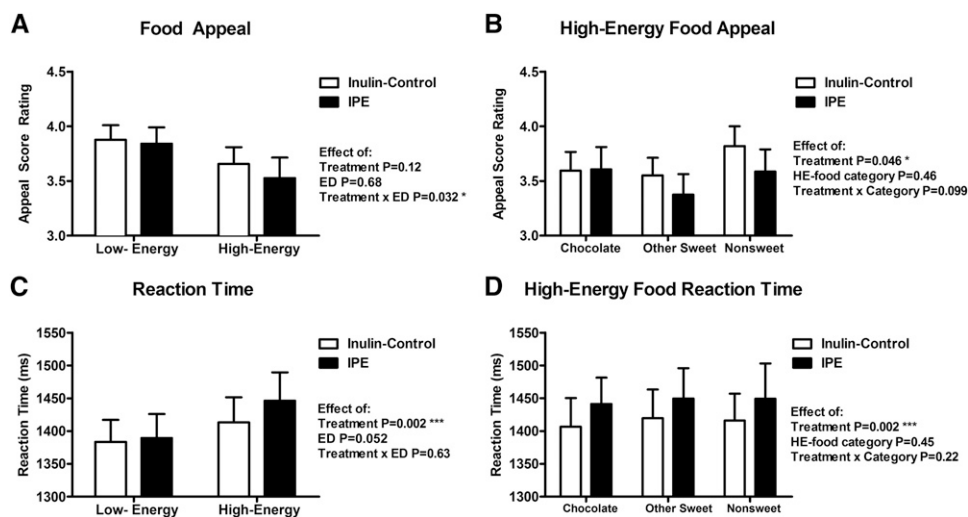 A
Food Appeal
Appeal Score Rating
4.5
4.0
3.5
3.0
Low- Energy
High-Energy
Inulin-Control
IPE
Effect of:
Treatment P=0.12
ED P=0.68
Treatment x ED P=0.032 *
B
High-Energy Food Appeal
Appeal Score Rating
4.5
4.0
3.5
3.0
Chocolate
Other Sweet
Nonsweet
Inulin-Control
IPE
Effect of:
Treatment P=0.046 *
HE-food category P=0.46
Treatment x Category P=0.099
C
Reaction Time
Reaction Time (ms)
1550
1500
1450
1400
1350
1300
Low- Energy
High-Energy
Inulin-Control
IPE
Effect of:
Treatment P=0.002 ***
ED P=0.052
Treatment x ED P=0.63
D
High-Energy Food Reaction Time
Reaction Time (ms)
1550
1500
1450
1400
1350
1300
Chocolate
Other Sweet
Nonsweet
Inulin-Control
IPE
Effect of:
Treatment P=0.002 ***
HE-food category P=0.45
Treatment x Category P=0.22